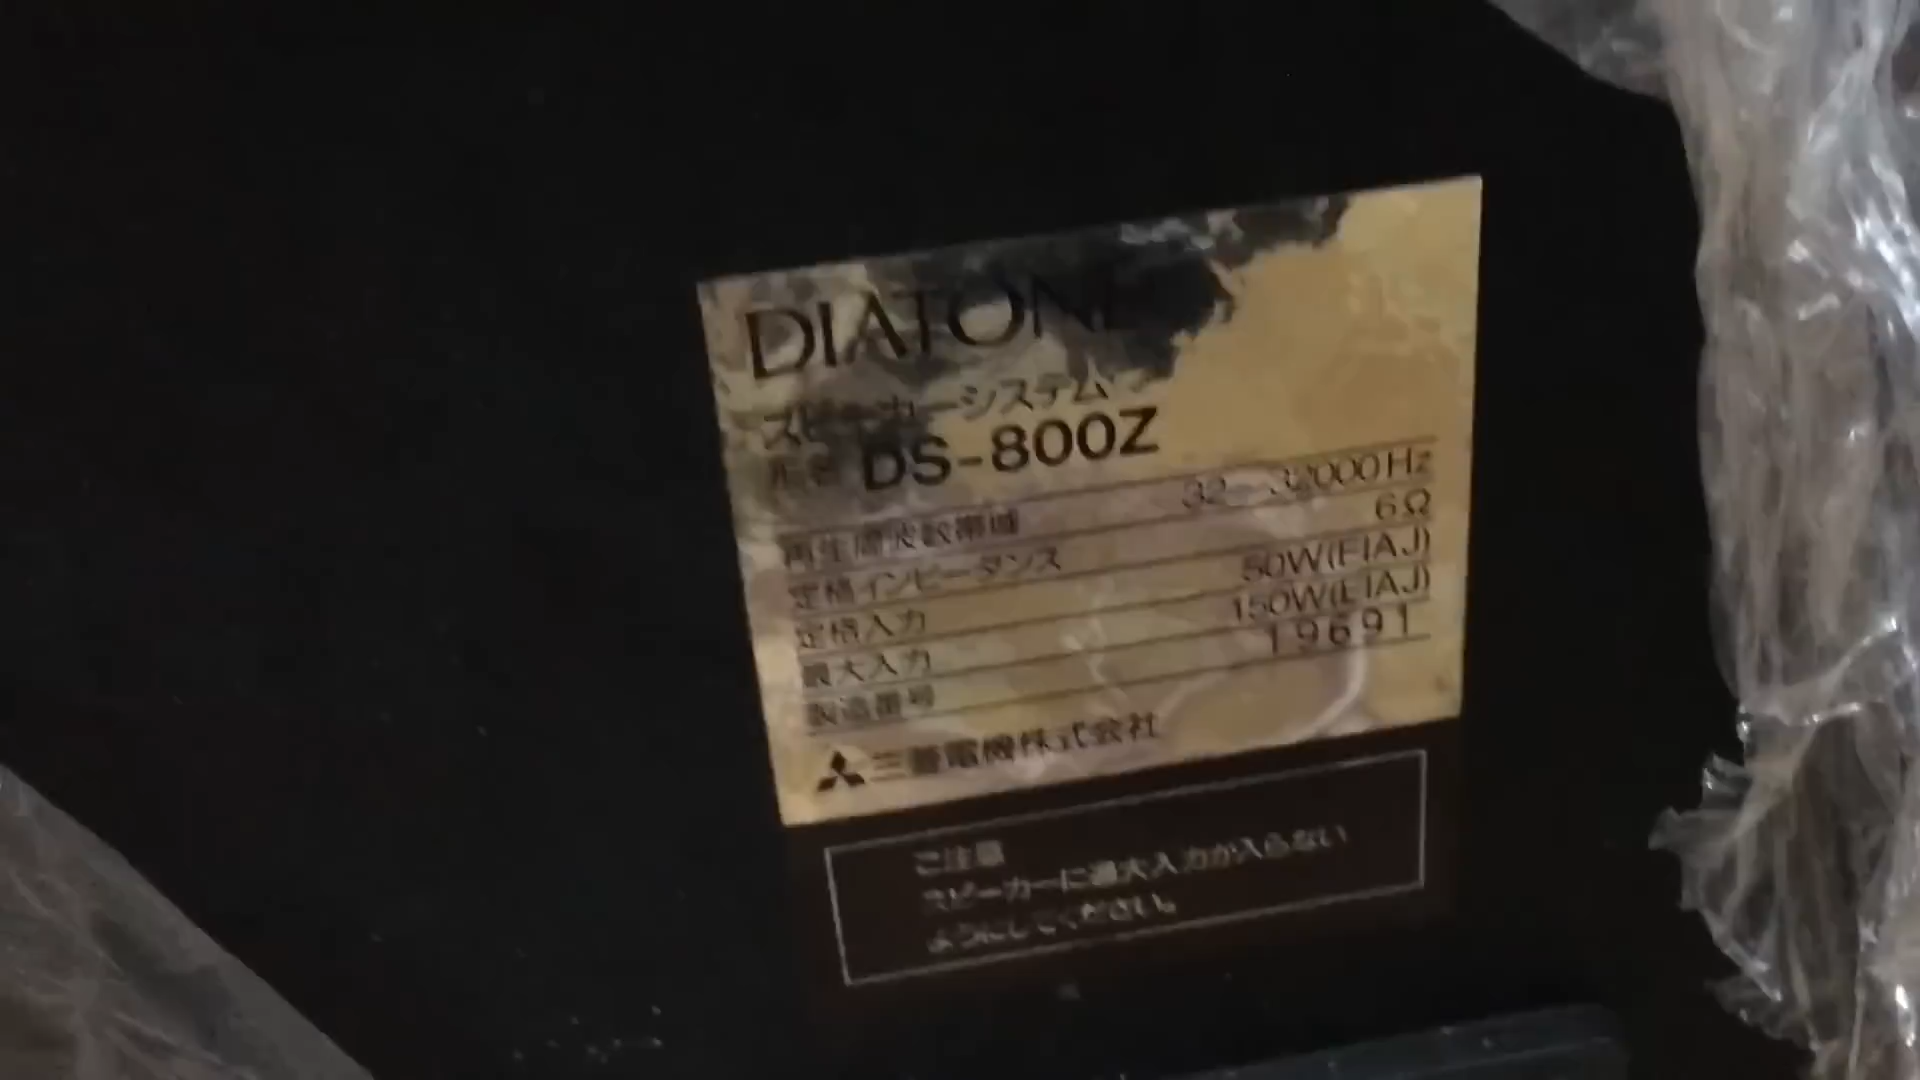 DIATONE
スピーカーシステム
形名 DS-800Z
再生周波数帯域 32～32000Hz
定格インピーダンス 6Ω
定格入力 50W(EIAJ)
最大入力 150W(EIAJ)
製造番号 19691
三菱電機株式会社
ご注意
スピーカーに過大入力が入らない
ようにしてください。